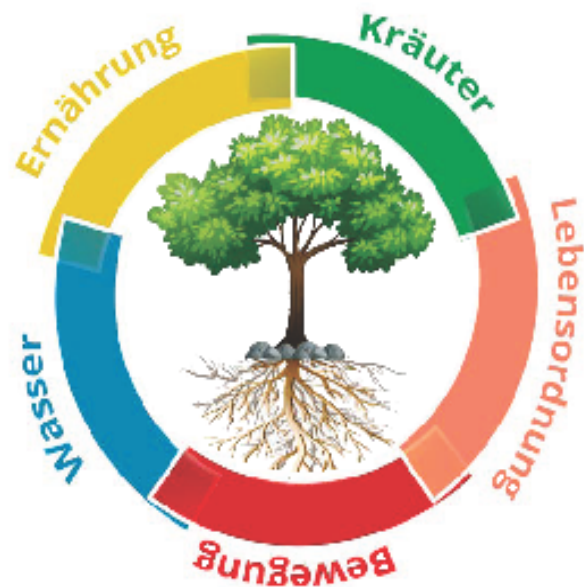 Kräuter
Lebensordnung
Bewegung
Wasser
Ernährung